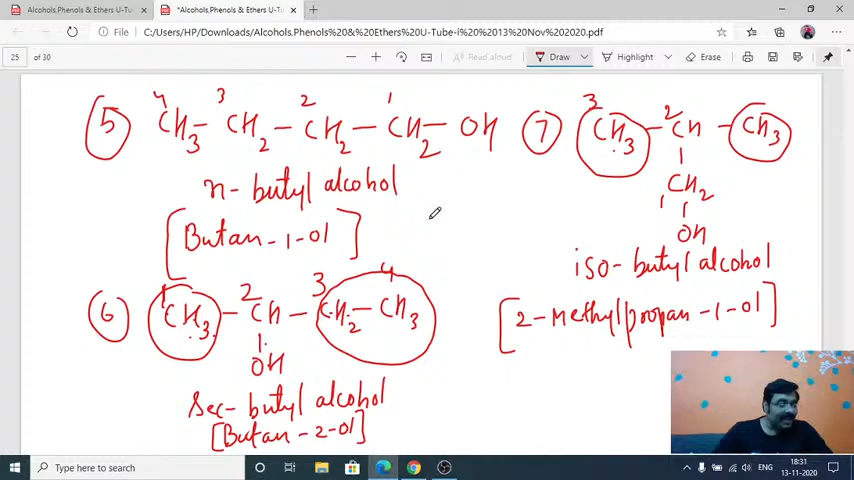 Alcohols,Phenols & Ethers U-Tu
*Alcohols,Phenols & Ethers U-Tub
C:/Users/HP/Downloads/Alcohols,Phenols%20&%20Ethers%20U-Tube-i%2013%20Nov%202020.pdf
25 of 30
Read aloud
Draw
Highlight
Erase
4 3 2 1
5 CH3 - CH2 - CH2 - CH2 - OH
n-butyl alcohol
[Butan-1-ol]
1 2 3 4
6 CH3 - CH - CH2 - CH3
OH
Sec-butyl alcohol
[Butan-2-ol]
3 2
7 CH3 - CH - CH3
1 CH2
OH
iso-butyl alcohol
[2-Methylpropan-1-ol]
Type here to search
ENG
18:31
13-11-2020